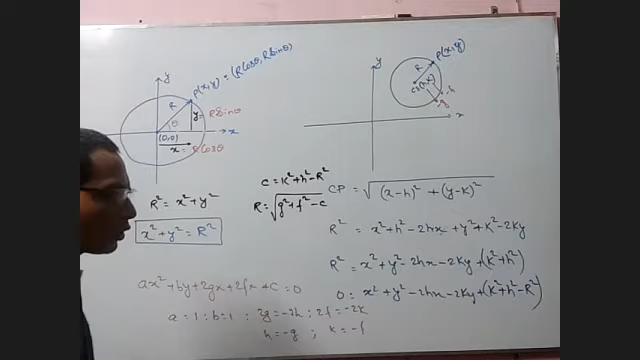 y
P(x,y) = (Rcosθ, RSinθ)
R
θ
y = RSinθ
(0,0)
x
x = Rcosθ
R² = x² + y²
x² + y² = R²
y
P(x,y)
R
C(h,k)
-h
-g
x
C = k² + h² - R²
R = √g² + f² - c
CP = √(x-h)² + (y-k)²
R² = x² + h² - 2hx + y² + k² - 2ky
R² = x² + y² - 2hx - 2ky + (k² + h²)
0 = x² + y² - 2hx - 2ky + (k² + h² - R²)
ax² + by + 2gx + 2fx + C = 0
a = 1 ; b = 1 ; 2g = -2h ; 2f = -2k
h = -g ; k = -f